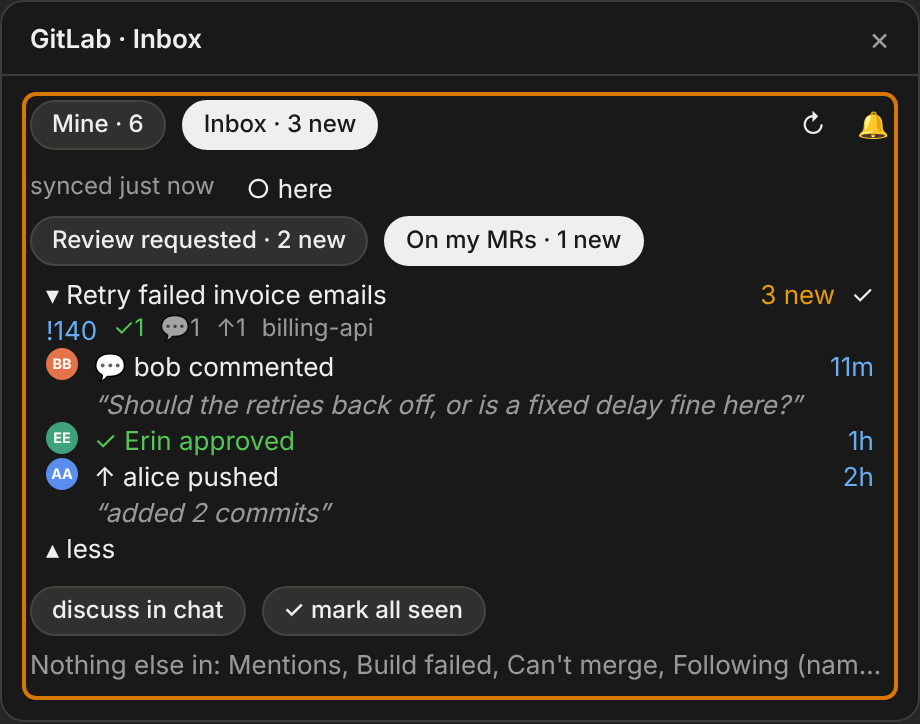 GitLab · Inbox ×
Mine · 6 Inbox · 3 new ↻ 🔔
synced just now ○ here
Review requested · 2 new On my MRs · 1 new
▾ Retry failed invoice emails 3 new ✓
!140 ✓1 💬1 ↑1 billing-api
BB 💬 bob commented 11m
“Should the retries back off, or is a fixed delay fine here?”
EE ✓ Erin approved 1h
AA ↑ alice pushed 2h
“added 2 commits”
▴ less
discuss in chat ✓ mark all seen
Nothing else in: Mentions, Build failed, Can't merge, Following (nam…